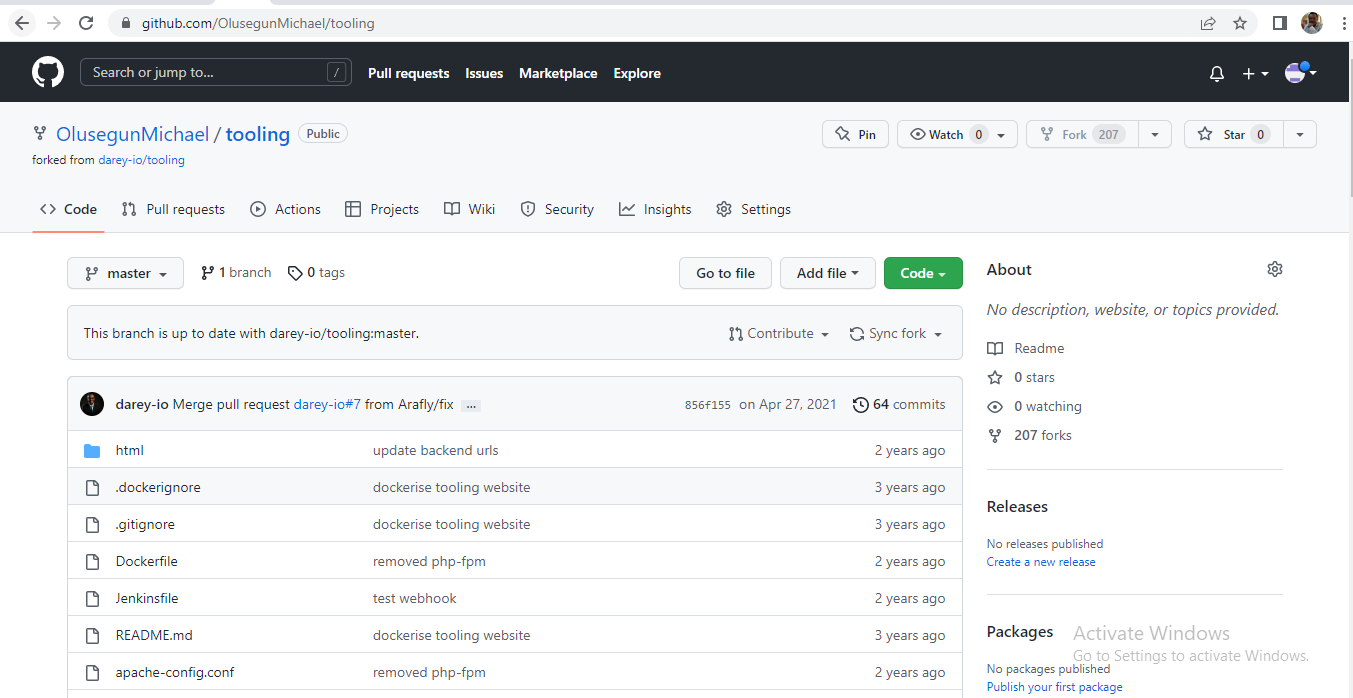 github.com/OlusegunMichael/tooling
Search or jump to... / Pull requests Issues Marketplace Explore
OlusegunMichael / tooling Public Pin Watch 0 Fork 207 Star 0
forked from darey-io/tooling
Code Pull requests Actions Projects Wiki Security Insights Settings
master 1 branch 0 tags Go to file Add file Code
This branch is up to date with darey-io/tooling:master. Contribute Sync fork
darey-io Merge pull request darey-io#7 from Arafly/fix ... 856f155 on Apr 27, 2021 64 commits
html update backend urls 2 years ago
.dockerignore dockerise tooling website 3 years ago
.gitignore dockerise tooling website 3 years ago
Dockerfile removed php-fpm 2 years ago
Jenkinsfile test webhook 2 years ago
README.md dockerise tooling website 3 years ago
apache-config.conf removed php-fpm 2 years ago
About
No description, website, or topics provided.
Readme
0 stars
0 watching
207 forks
Releases
No releases published
Create a new release
Packages
No packages published
Publish your first package
Activate Windows
Go to Settings to activate Windows.